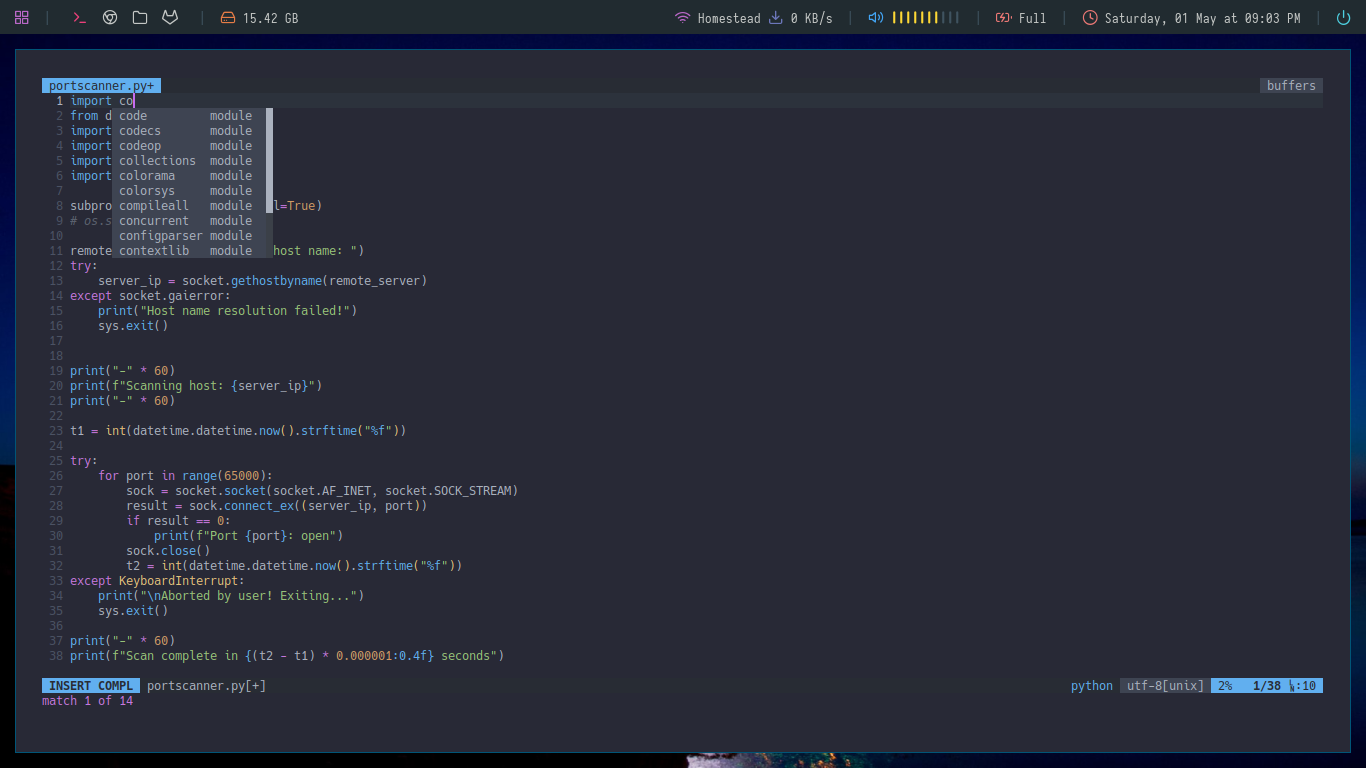 15.42 GB
Homestead 0 KB/s Full Saturday, 01 May at 09:03 PM
portscanner.py+ buffers
1 import co
2 from d code module
3 import codecs module
4 import codeop module
5 import collections module
6 import colorama module
7 colorsys module
8 subpro compileall module l=True)
9 # os.s concurrent module
10 configparser module
11 remote contextlib module host name: ")
12 try:
13 server_ip = socket.gethostbyname(remote_server)
14 except socket.gaierror:
15 print("Host name resolution failed!")
16 sys.exit()
17
18
19 print("-" * 60)
20 print(f"Scanning host: {server_ip}")
21 print("-" * 60)
22
23 t1 = int(datetime.datetime.now().strftime("%f"))
24
25 try:
26 for port in range(65000):
27 sock = socket.socket(socket.AF_INET, socket.SOCK_STREAM)
28 result = sock.connect_ex((server_ip, port))
29 if result == 0:
30 print(f"Port {port}: open")
31 sock.close()
32 t2 = int(datetime.datetime.now().strftime("%f"))
33 except KeyboardInterrupt:
34 print("\nAborted by user! Exiting...")
35 sys.exit()
36
37 print("-" * 60)
38 print(f"Scan complete in {(t2 - t1) * 0.000001:0.4f} seconds")
INSERT COMPL portscanner.py[+] python utf-8[unix] 2% 1/38 :10
match 1 of 14